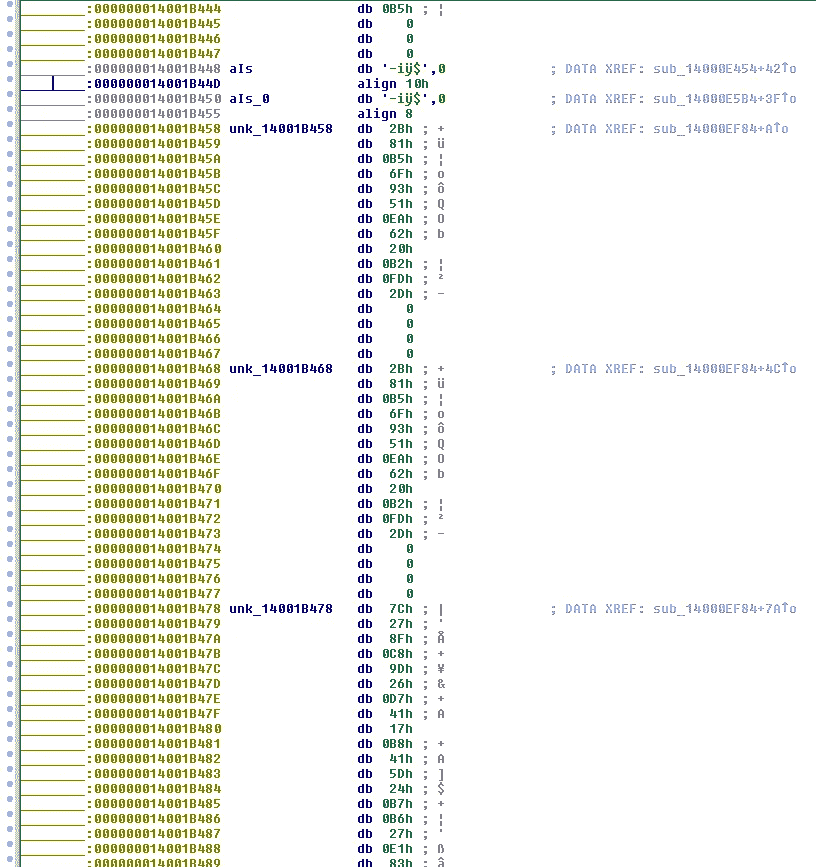 :000000014001B444 db 0B5h ; ¦
:000000014001B445 db 0
:000000014001B446 db 0
:000000014001B447 db 0
:000000014001B448 aIs db '-iÿ$',0 ; DATA XREF: sub_14000E454+42↑o
:000000014001B44D align 10h
:000000014001B450 aIs_0 db '-iÿ$',0 ; DATA XREF: sub_14000E5B4+3F↑o
:000000014001B455 align 8
:000000014001B458 unk_14001B458 db 2Bh ; + ; DATA XREF: sub_14000EF84+A↑o
:000000014001B459 db 81h ; ü
:000000014001B45A db 0B5h ; ¦
:000000014001B45B db 6Fh ; o
:000000014001B45C db 93h ; ô
:000000014001B45D db 51h ; Q
:000000014001B45E db 0EAh ; O
:000000014001B45F db 62h ; b
:000000014001B460 db 20h
:000000014001B461 db 0B2h ; ¦
:000000014001B462 db 0FDh ; ²
:000000014001B463 db 2Dh ; -
:000000014001B464 db 0
:000000014001B465 db 0
:000000014001B466 db 0
:000000014001B467 db 0
:000000014001B468 unk_14001B468 db 2Bh ; + ; DATA XREF: sub_14000EF84+4C↑o
:000000014001B469 db 81h ; ü
:000000014001B46A db 0B5h ; ¦
:000000014001B46B db 6Fh ; o
:000000014001B46C db 93h ; ô
:000000014001B46D db 51h ; Q
:000000014001B46E db 0EAh ; O
:000000014001B46F db 62h ; b
:000000014001B470 db 20h
:000000014001B471 db 0B2h ; ¦
:000000014001B472 db 0FDh ; ²
:000000014001B473 db 2Dh ; -
:000000014001B474 db 0
:000000014001B475 db 0
:000000014001B476 db 0
:000000014001B477 db 0
:000000014001B478 unk_14001B478 db 7Ch ; | ; DATA XREF: sub_14000EF84+7A↑o
:000000014001B479 db 27h ; '
:000000014001B47A db 8Fh ; Å
:000000014001B47B db 0C8h ; +
:000000014001B47C db 9Dh ; ¥
:000000014001B47D db 26h ; &
:000000014001B47E db 0D7h ; +
:000000014001B47F db 41h ; A
:000000014001B480 db 17h
:000000014001B481 db 0B8h ; +
:000000014001B482 db 41h ; A
:000000014001B483 db 5Dh ; ]
:000000014001B484 db 24h ; $
:000000014001B485 db 0B7h ; +
:000000014001B486 db 0B6h ; ¦
:000000014001B487 db 27h ; '
:000000014001B488 db 0E1h ; ß
:000000014001B489 db 83h ; â